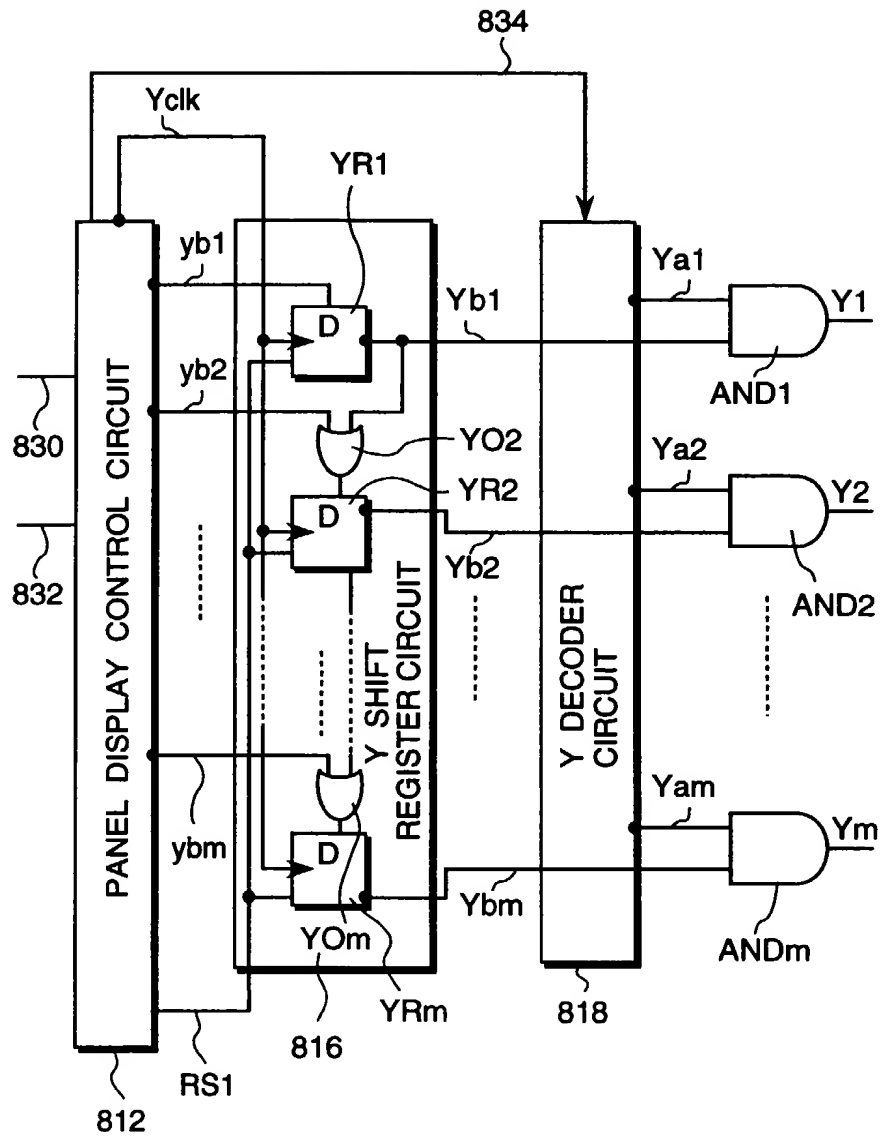 834
Yclk
YR1
yb1
Yb1
Ya1
Y1
D
AND1
830
yb2
YO2
Ya2
Y2
YR2
D
832
Yb2
AND2
PANEL DISPLAY CONTROL CIRCUIT
Y SHIFT
REGISTER CIRCUIT
Y DECODER
CIRCUIT
ybm
Yam
Ym
D
Ybm
YOm
ANDm
YRm
816
818
RS1
812